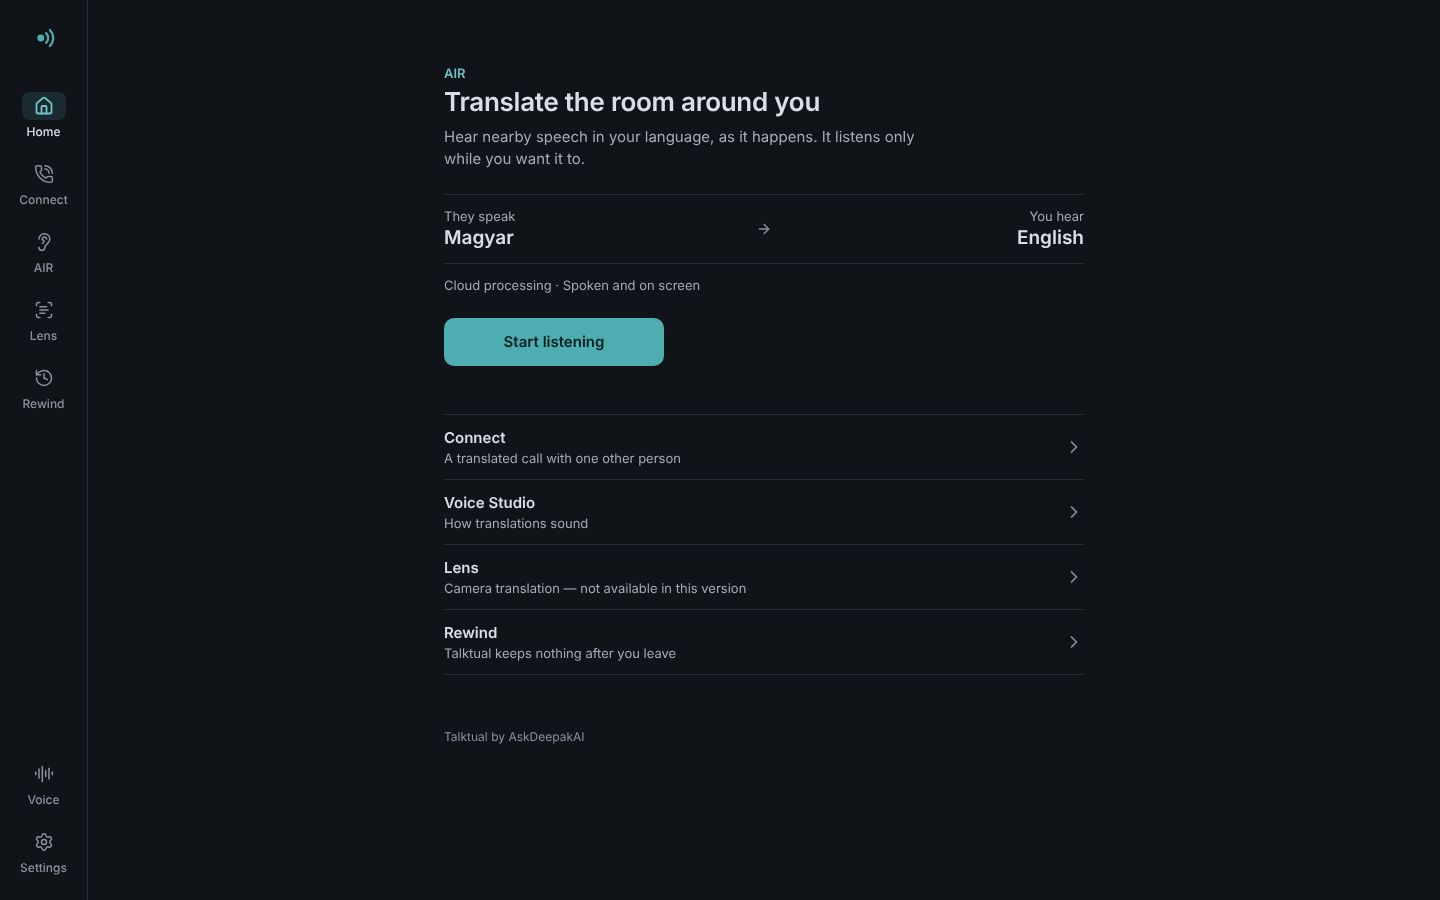 Home
Connect
AIR
Lens
Rewind
Voice
Settings
AIR
Translate the room around you
Hear nearby speech in your language, as it happens. It listens only
while you want it to.
They speak
Magyar
You hear
English
Cloud processing · Spoken and on screen
Start listening
Connect
A translated call with one other person
Voice Studio
How translations sound
Lens
Camera translation — not available in this version
Rewind
Talktual keeps nothing after you leave
Talktual by AskDeepakAI